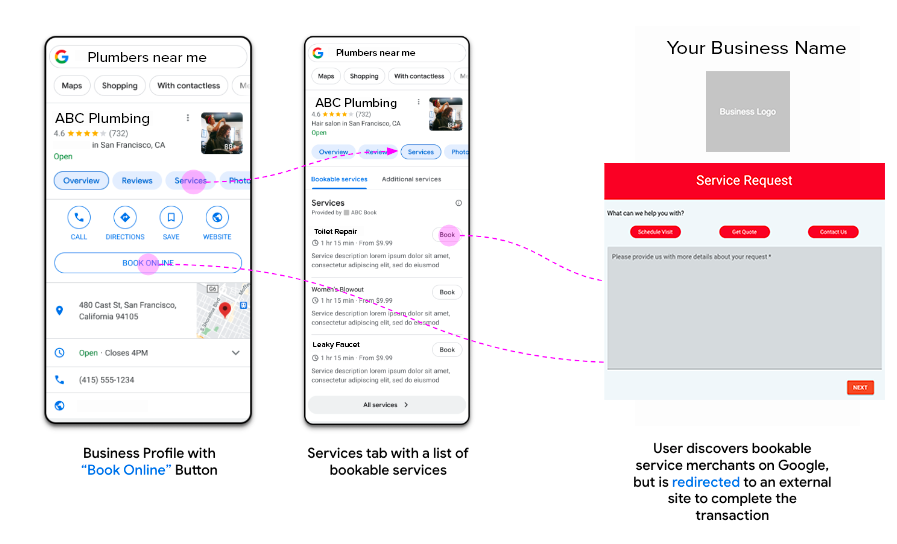 Plumbers near me
Maps
Shopping
With contactless
ABC Plumbing
4.6 (732)
in San Francisco, CA
Open
88+
Overview
Reviews
Services
Photo
CALL
DIRECTIONS
SAVE
WEBSITE
BOOK ONLINE
480 Cast St, San Francisco,
California 94105
Open · Closes 4PM
(415) 555-1234
Business Profile with
“Book Online” Button
Plumbers near me
Maps
Shopping
With contactless
ABC Plumbing
4.6 (732)
Hair salon in San Francisco, CA
Open
88+
Overview
Reviews
Services
Photo
Bookable services
Additional services
Services
Provided by ABC Book
Toilet Repair
Book
1 hr 15 min · From $9.99
Service description lorem ipsum dolor sit amet,
consectetur adipiscing elit, sed do eiusmod
Women's Blowout
Book
1 hr 15 min · From $9.99
Service description lorem ipsum dolor sit amet,
consectetur adipiscing elit, sed do eiusmod
Leaky Faucet
Book
1 hr 15 min · From $9.99
Service description lorem ipsum dolor sit amet,
consectetur adipiscing elit, sed do eiusmod
All services
Services tab with a list of
bookable services
Your Business Name
Business Logo
Service Request
What can we help you with?
Schedule Visit
Get Quote
Contact Us
Please provide us with more details about your request *
NEXT
User discovers bookable
service merchants on Google,
but is redirected to an external
site to complete the
transaction